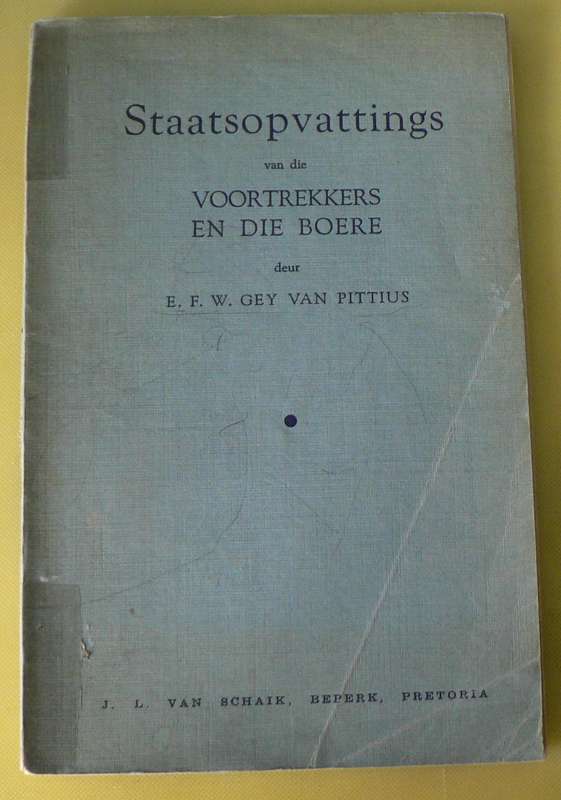 Staatsopvattings
van die
VOORTREKKERS
EN DIE BOERE
deur
E. F. W. GEY VAN PITTIUS
J. L. VAN SCHAIK, BEPERK, PRETORIA